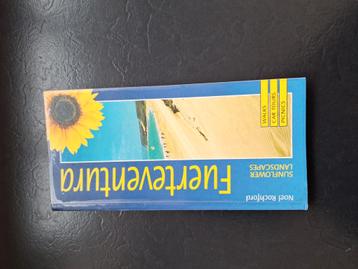 Noel Rochford
SUNFLOWER
LANDSCAPES
Fuerteventura
WALKS
CAR TOURS
PICNICS